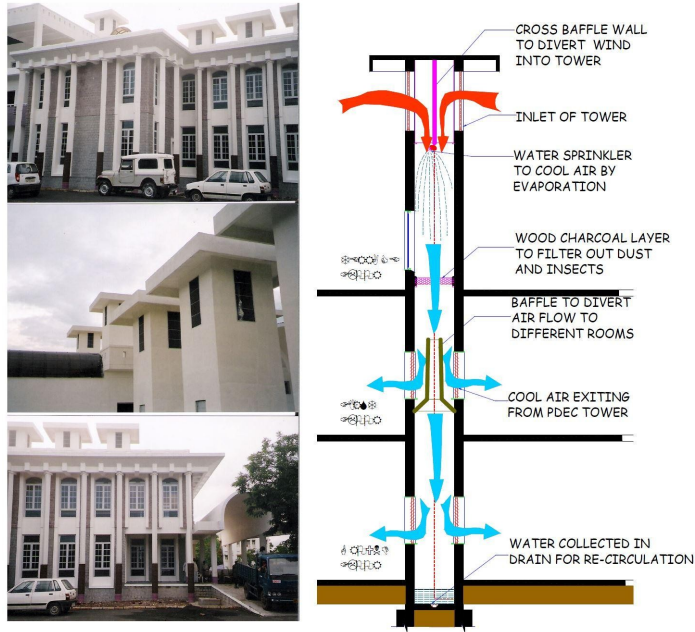 CROSS BAFFLE WALL
TO DIVERT WIND
INTO TOWER
INLET OF TOWER
WATER SPRINKLER
TO COOL AIR BY
EVAPORATION
WOOD CHARCOAL LAYER
TO FILTER OUT DUST
AND INSECTS
BAFFLE TO DIVERT
AIR FLOW TO
DIFFERENT ROOMS
COOL AIR EXITING
FROM PDEC TOWER
WATER COLLECTED IN
DRAIN FOR RE-CIRCULATION